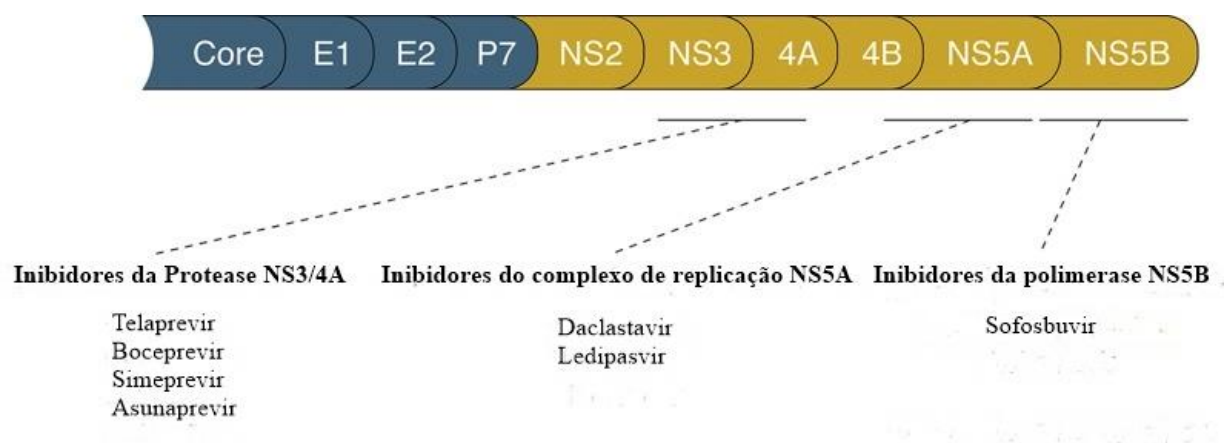 Core E1 E2 P7 NS2 NS3 4A 4B NS5A NS5B
Inibidores da Protease NS3/4A
Telaprevir
Boceprevir
Simeprevir
Asunaprevir
Inibidores do complexo de replicação NS5A
Daclastavir
Ledipasvir
Inibidores da polimerase NS5B
Sofosbuvir